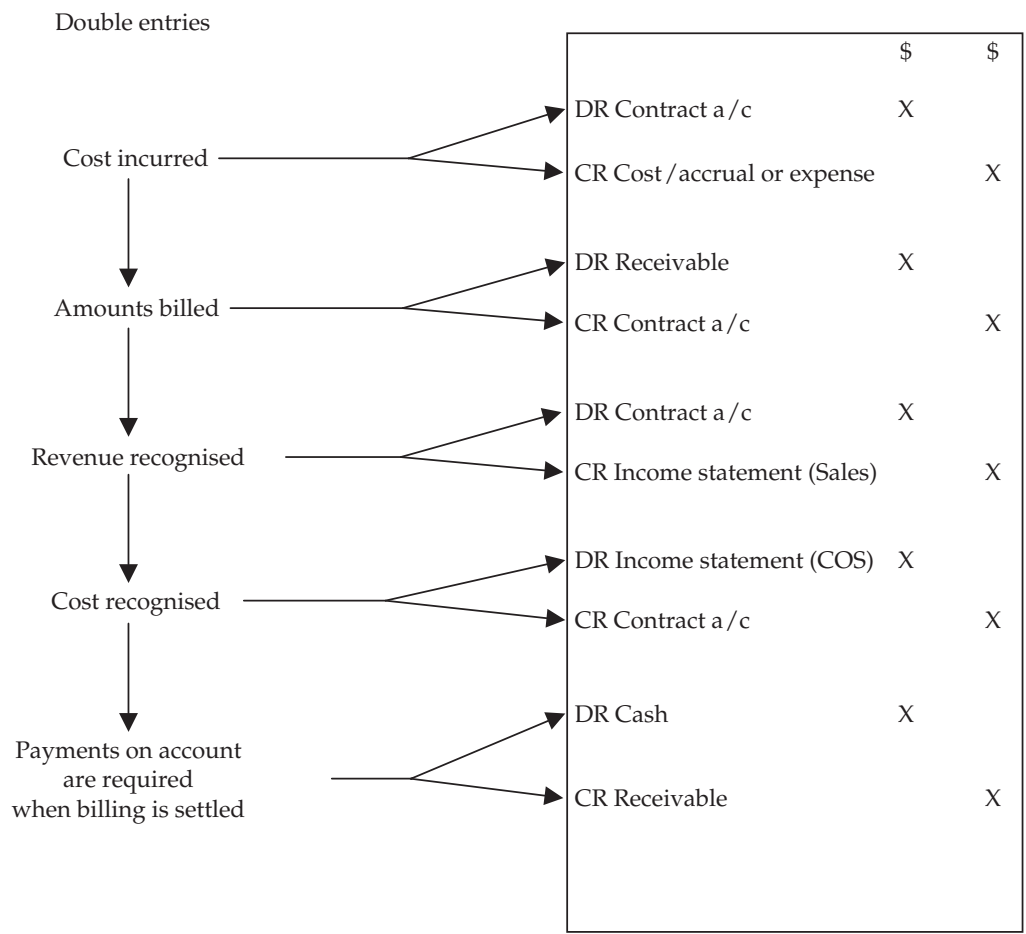 Double entries
$ $
Cost incurred
DR Contract a/c X
CR Cost/accrual or expense X
Amounts billed
DR Receivable X
CR Contract a/c X
Revenue recognised
DR Contract a/c X
CR Income statement (Sales) X
Cost recognised
DR Income statement (COS) X
CR Contract a/c X
Payments on account
are required
when billing is settled
DR Cash X
CR Receivable X